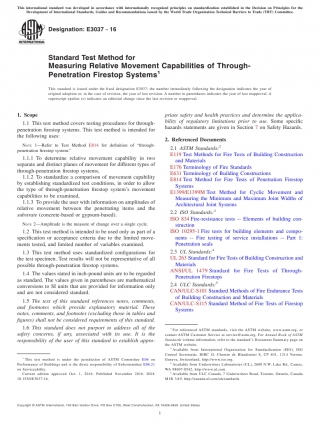 This international standard was developed in accordance with internationally recognized principles on standardization established in the Decision on Principles for the
Development of International Standards, Guides and Recommendations issued by the World Trade Organization Technical Barriers to Trade (TBT) Committee.
Designation: E3037 - 16
Standard Test Method for
Measuring Relative Movement Capabilities of Through-
Penetration Firestop Systems1
This standard is issued under the fixed designation E3037; the number immediately following the designation indicates the year of
original adoption or, in the case of revision, the year of last revision. A number in parentheses indicates the year of last reapproval. A
superscript epsilon (ε) indicates an editorial change since the last revision or reapproval.
1. Scope
1.1 This test method covers testing procedures for through-
penetration firestop systems. This test method is intended for
the following uses:
NOTE 1—Refer to Test Method E814 for definition of “through-
penetration firestop system.”
1.1.1 To determine relative movement capability in two
separate and distinct planes of movement for different types of
through-penetration firestop systems,
1.1.2 To standardize a comparison of movement capability
by establishing standardized test conditions, in order to allow
the type of through-penetration firestop system's movement
capabilities to be examined,
1.1.3 To provide the user with information on amplitudes of
relative movement between the penetrating items and the
substrate (concrete-based or gypsum-based).
NOTE 2—Amplitude is the measure of change over a single cycle.
1.2 This test method is intended to be used only as part of a
specification or acceptance criteria due to the limited move-
ments tested, and limited number of variables examined.
1.3 This test method uses standardized configurations for
the test specimen. Test results will not be representative of all
possible through-penetration firestop systems.
1.4 The values stated in inch-pound units are to be regarded
as standard. The values given in parentheses are mathematical
conversions to SI units that are provided for information only
and are not considered standard.
1.5 The text of this standard references notes, comments,
and footnotes which provide explanatory material. These
notes, comments, and footnotes (excluding those in tables and
figures) shall not be considered requirements of this standard.
1.6 This standard does not purport to address all of the
safety concerns, if any, associated with its use. It is the
responsibility of the user of this standard to establish appro-
1 This test method is under the jurisdiction of ASTM Committee E06 on
Performance of Buildings and is the direct responsibility of Subcommittee E06.21
on Serviceability.
Current edition approved Oct. 1, 2016. Published November 2016. DOI:
10.1520/E3037-16.
priate safety and health practices and determine the applica-
bility of regulatory limitations prior to use. Some specific
hazards statements are given in Section 7 on Safety Hazards.
2. Referenced Documents
2.1 ASTM Standards:2
E119 Test Methods for Fire Tests of Building Construction
and Materials
E176 Terminology of Fire Standards
E631 Terminology of Building Constructions
E814 Test Method for Fire Tests of Penetration Firestop
Systems
E1399/E1399M Test Method for Cyclic Movement and
Measuring the Minimum and Maximum Joint Widths of
Architectural Joint Systems
2.2 ISO Standards:3
ISO 834 Fire-resistance tests -- Elements of building con-
struction
ISO 10295-1 Fire tests for building elements and compo-
nents -- Fire testing of service installations -- Part 1:
Penetration seals
2.3 UL Standards:4
UL 263 Standard for Fire Tests of Building Construction and
Materials
ANSI/UL 1479 Standard for Fire Tests of Through-
Penetration Firestops
2.4 ULC Standards:5
CAN/ULC-S101 Standard Methods of Fire Endurance Tests
of Building Construction and Materials
CAN/ULC-S115 Standard Method of Fire Tests of Firestop
Systems
2 For referenced ASTM standards, visit the ASTM website, www.astm.org, or
contact ASTM Customer Service at service@astm.org. For Annual Book of ASTM
Standards volume information, refer to the standard's Document Summary page on
the ASTM website.
3 Available from International Organization for Standardization (ISO), ISO
Central Secretariat, BIBC II, Chemin de Blandonnet 8, CP 401, 1214 Vernier,
Geneva, Switzerland, http://www.iso.org.
4 Available from Underwriters Laboratories (UL), 2600 N.W. Lake Rd., Camas,
WA 98607-8542, http://www.ul.com.
5 Available from ULC Canada, 7 Underwriters Road, Toronto, Ontario, Canada
M1R 3A9, http://canada.ul.com/ulcstandards.
Copyright © ASTM International, 100 Barr Harbor Drive, PO Box C700, West Conshohocken, PA 19428-2959. United States
1